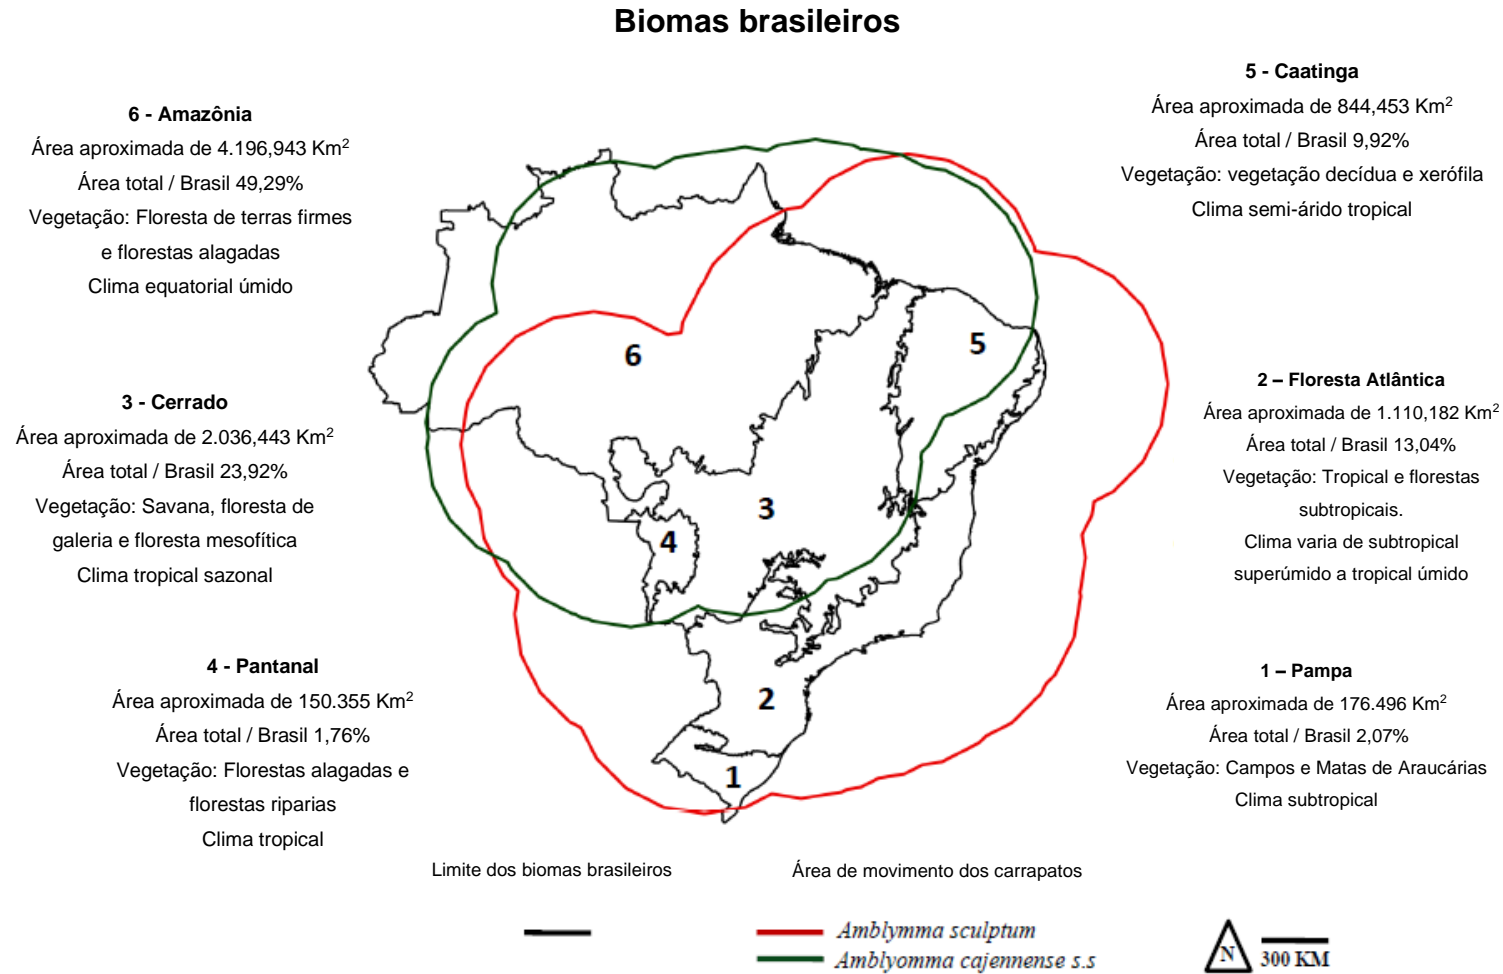 Biomas brasileiros
6 - Amazônia
Área aproximada de 4.196,943 Km²
Área total / Brasil 49,29%
Vegetação: Floresta de terras firmes
e florestas alagadas
Clima equatorial úmido
5 - Caatinga
Área aproximada de 844,453 Km²
Área total / Brasil 9,92%
Vegetação: vegetação decídua e xerófila
Clima semi-árido tropical
3 - Cerrado
Área aproximada de 2.036,443 Km²
Área total / Brasil 23,92%
Vegetação: Savana, floresta de
galeria e floresta mesofítica
Clima tropical sazonal
2 – Floresta Atlântica
Área aproximada de 1.110,182 Km²
Área total / Brasil 13,04%
Vegetação: Tropical e florestas
subtropicais.
Clima varia de subtropical
superúmido a tropical úmido
4 - Pantanal
Área aproximada de 150.355 Km²
Área total / Brasil 1,76%
Vegetação: Florestas alagadas e
florestas riparias
Clima tropical
1 – Pampa
Área aproximada de 176.496 Km²
Área total / Brasil 2,07%
Vegetação: Campos e Matas de Araucárias
Clima subtropical
5
6
3
4
2
1
Limite dos biomas brasileiros
Área de movimento dos carrapatos
Amblymma sculptum
Amblyomma cajennense s.s
N
300 KM